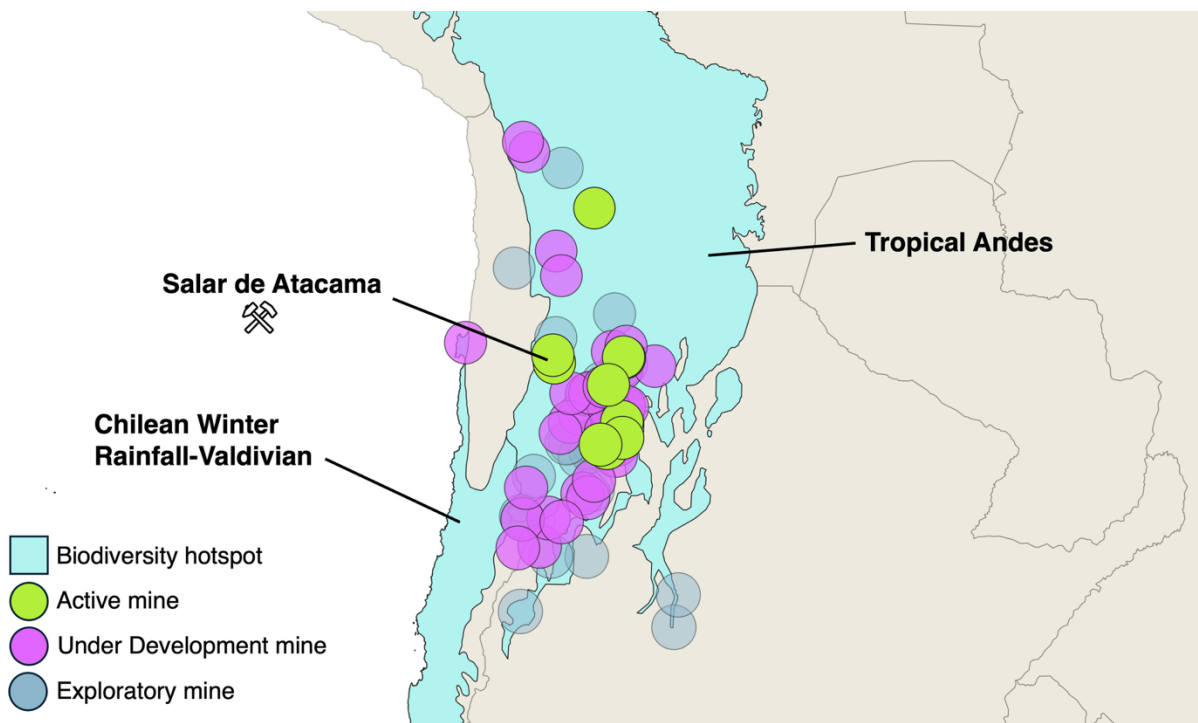 Tropical Andes
Salar de Atacama
Chilean Winter
Rainfall-Valdivian
Biodiversity hotspot
Active mine
Under Development mine
Exploratory mine